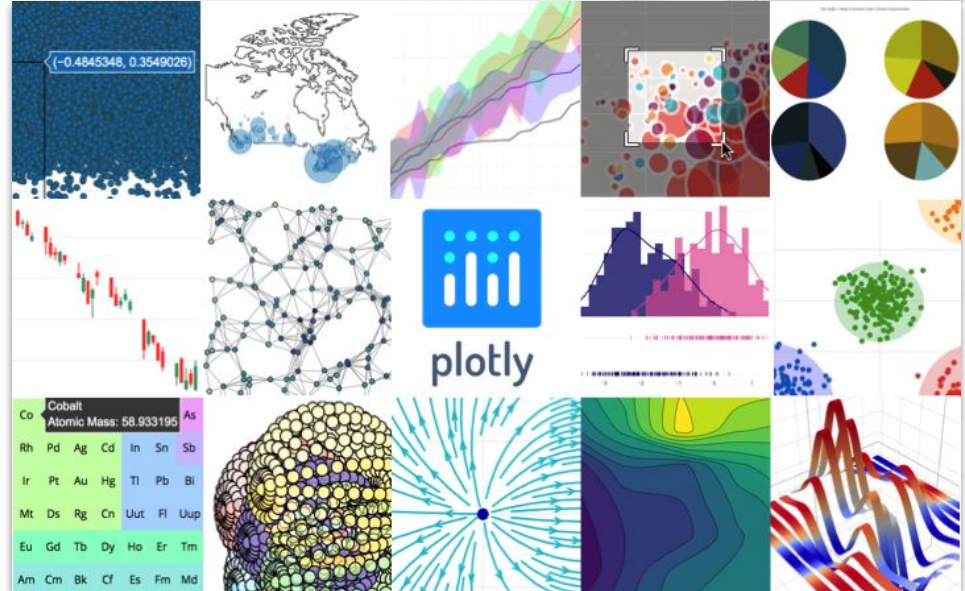 (−0.4845348, 0.3549026)
plotly
Co
Cobalt
Atomic Mass: 58.933195
As
Rh Pd Ag Cd In Sn Sb
Ir Pt Au Hg Tl Pb Bi
Mt Ds Rg Cn Uut Fl Uup
Eu Gd Tb Dy Ho Er Tm
Am Cm Bk Cf Es Fm Md